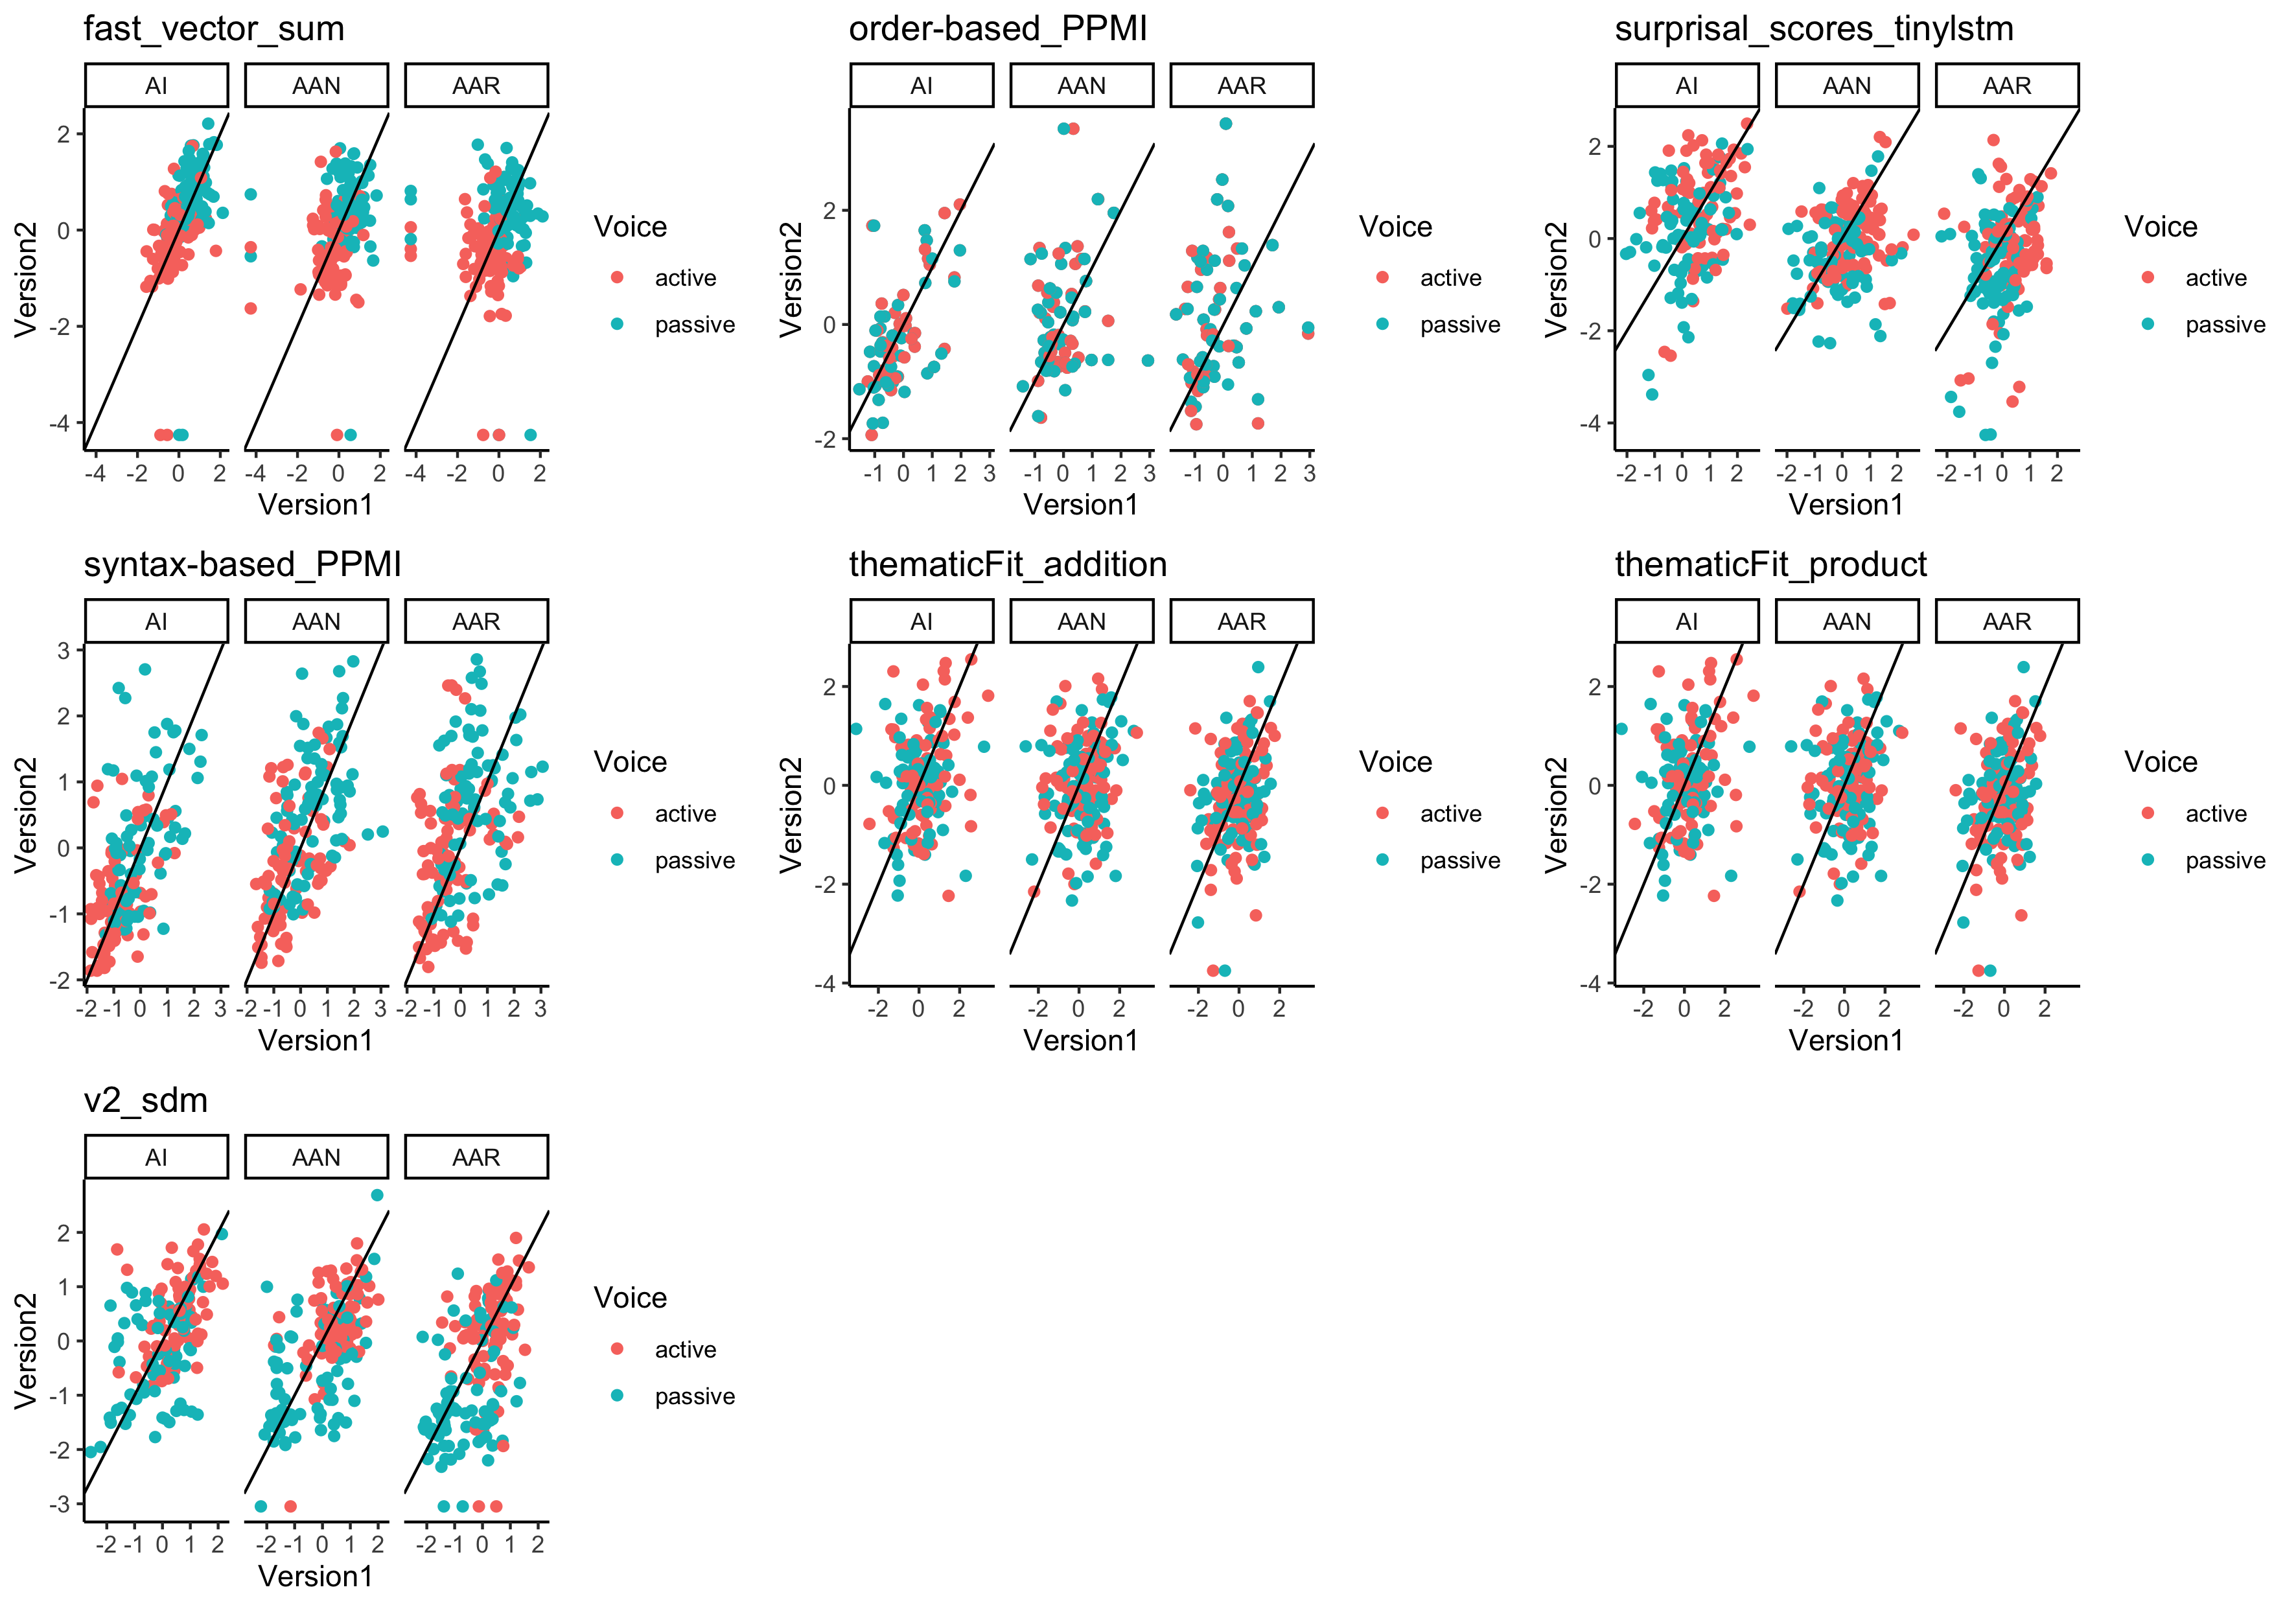 fast_vector_sum
AI AAN AAR
2
0
-2
-4
-4 -2 0 2 -4 -2 0 2 -4 -2 0 2
Version1
Version2
Voice
active
passive
order-based_PPMI
AI AAN AAR
2
0
-2
-1 0 1 2 3 -1 0 1 2 3 -1 0 1 2 3
Version1
Version2
Voice
active
passive
surprisal_scores_tinylstm
AI AAN AAR
2
0
-2
-4
-2 -1 0 1 2 -2 -1 0 1 2 -2 -1 0 1 2
Version1
Version2
Voice
active
passive
syntax-based_PPMI
AI AAN AAR
3
2
1
0
-1
-2
-2 -1 0 1 2 3 -2 -1 0 1 2 3 -2 -1 0 1 2 3
Version1
Version2
Voice
active
passive
thematicFit_addition
AI AAN AAR
2
0
-2
-4
-2 0 2 -2 0 2 -2 0 2
Version1
Version2
Voice
active
passive
thematicFit_product
AI AAN AAR
2
0
-2
-4
-2 0 2 -2 0 2 -2 0 2
Version1
Version2
Voice
active
passive
v2_sdm
AI AAN AAR
2
1
0
-1
-2
-3
-2 -1 0 1 2 -2 -1 0 1 2 -2 -1 0 1 2
Version1
Version2
Voice
active
passive